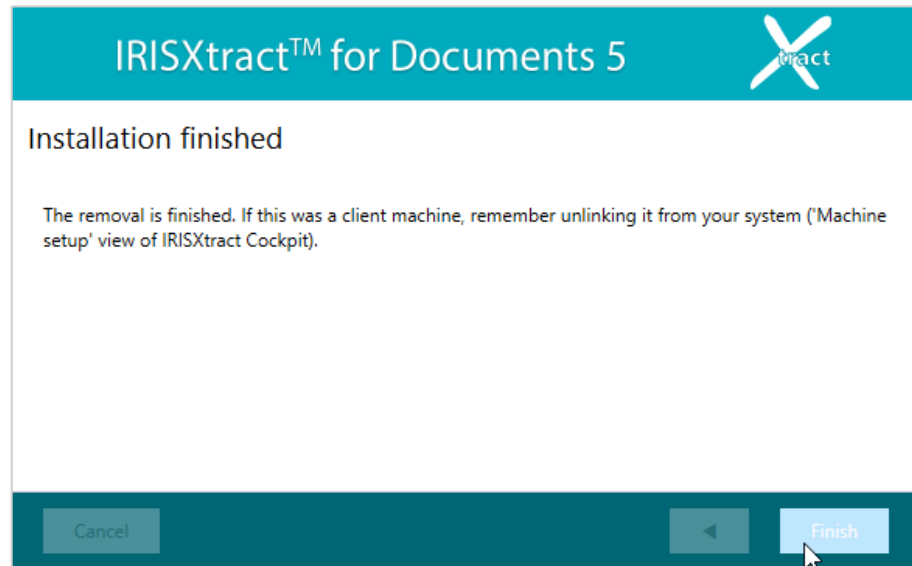 IRISXtract™ for Documents 5
tract
Installation finished
The removal is finished. If this was a client machine, remember unlinking it from your system ('Machine
setup' view of IRISXtract Cockpit).
Cancel
Finish